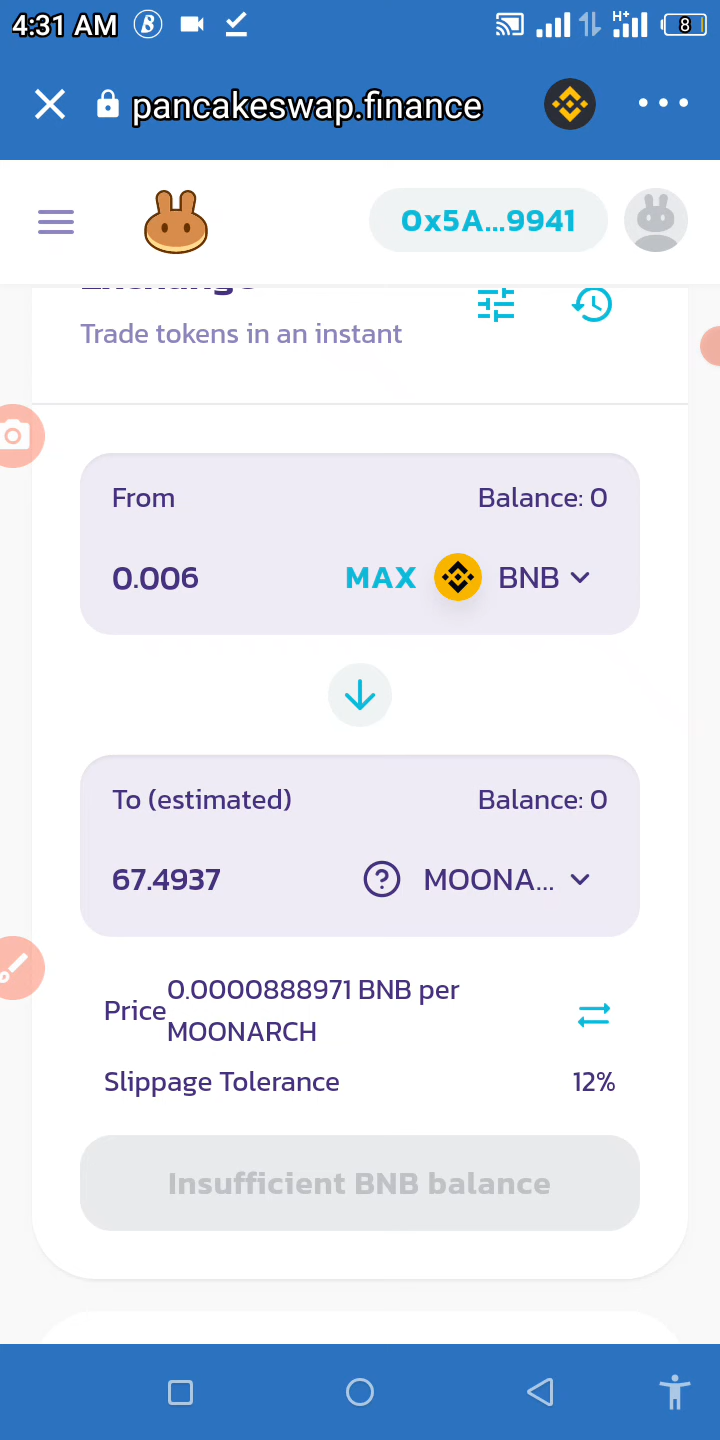 4:31 AM
H+
8
pancakeswap.finance
0x5A...9941
Exchange
Trade tokens in an instant
From
Balance: 0
0.006
MAX
BNB
To (estimated)
Balance: 0
67.4937
?
MOONA...
Price
0.0000888971 BNB per
MOONARCH
Slippage Tolerance
12%
Insufficient BNB balance